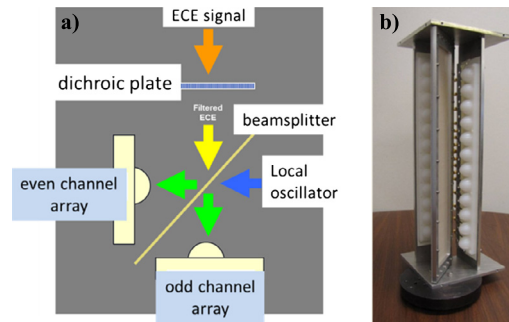 a)
ECE signal
dichroic plate
Filtered
ECE
beamsplitter
Local
oscillator
even channel
array
odd channel
array
b)